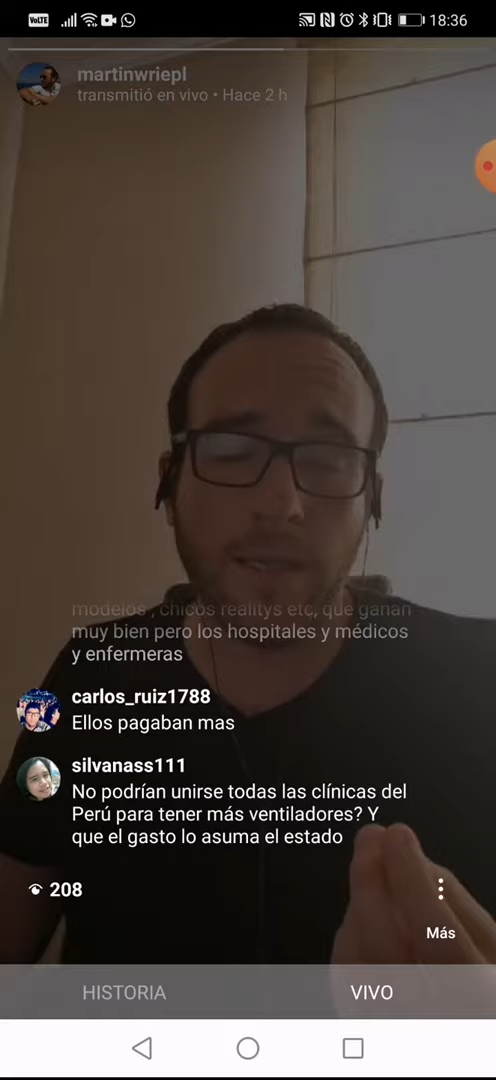 VoLTE
18:36
martinwriepl
transmitió en vivo • Hace 2 h
modelos , chicos realitys etc, que ganan
muy bien pero los hospitales y médicos
y enfermeras
carlos_ruiz1788
Ellos pagaban mas
silvanass111
No podrían unirse todas las clínicas del
Perú para tener más ventiladores? Y
que el gasto lo asuma el estado
208
Más
HISTORIA
VIVO